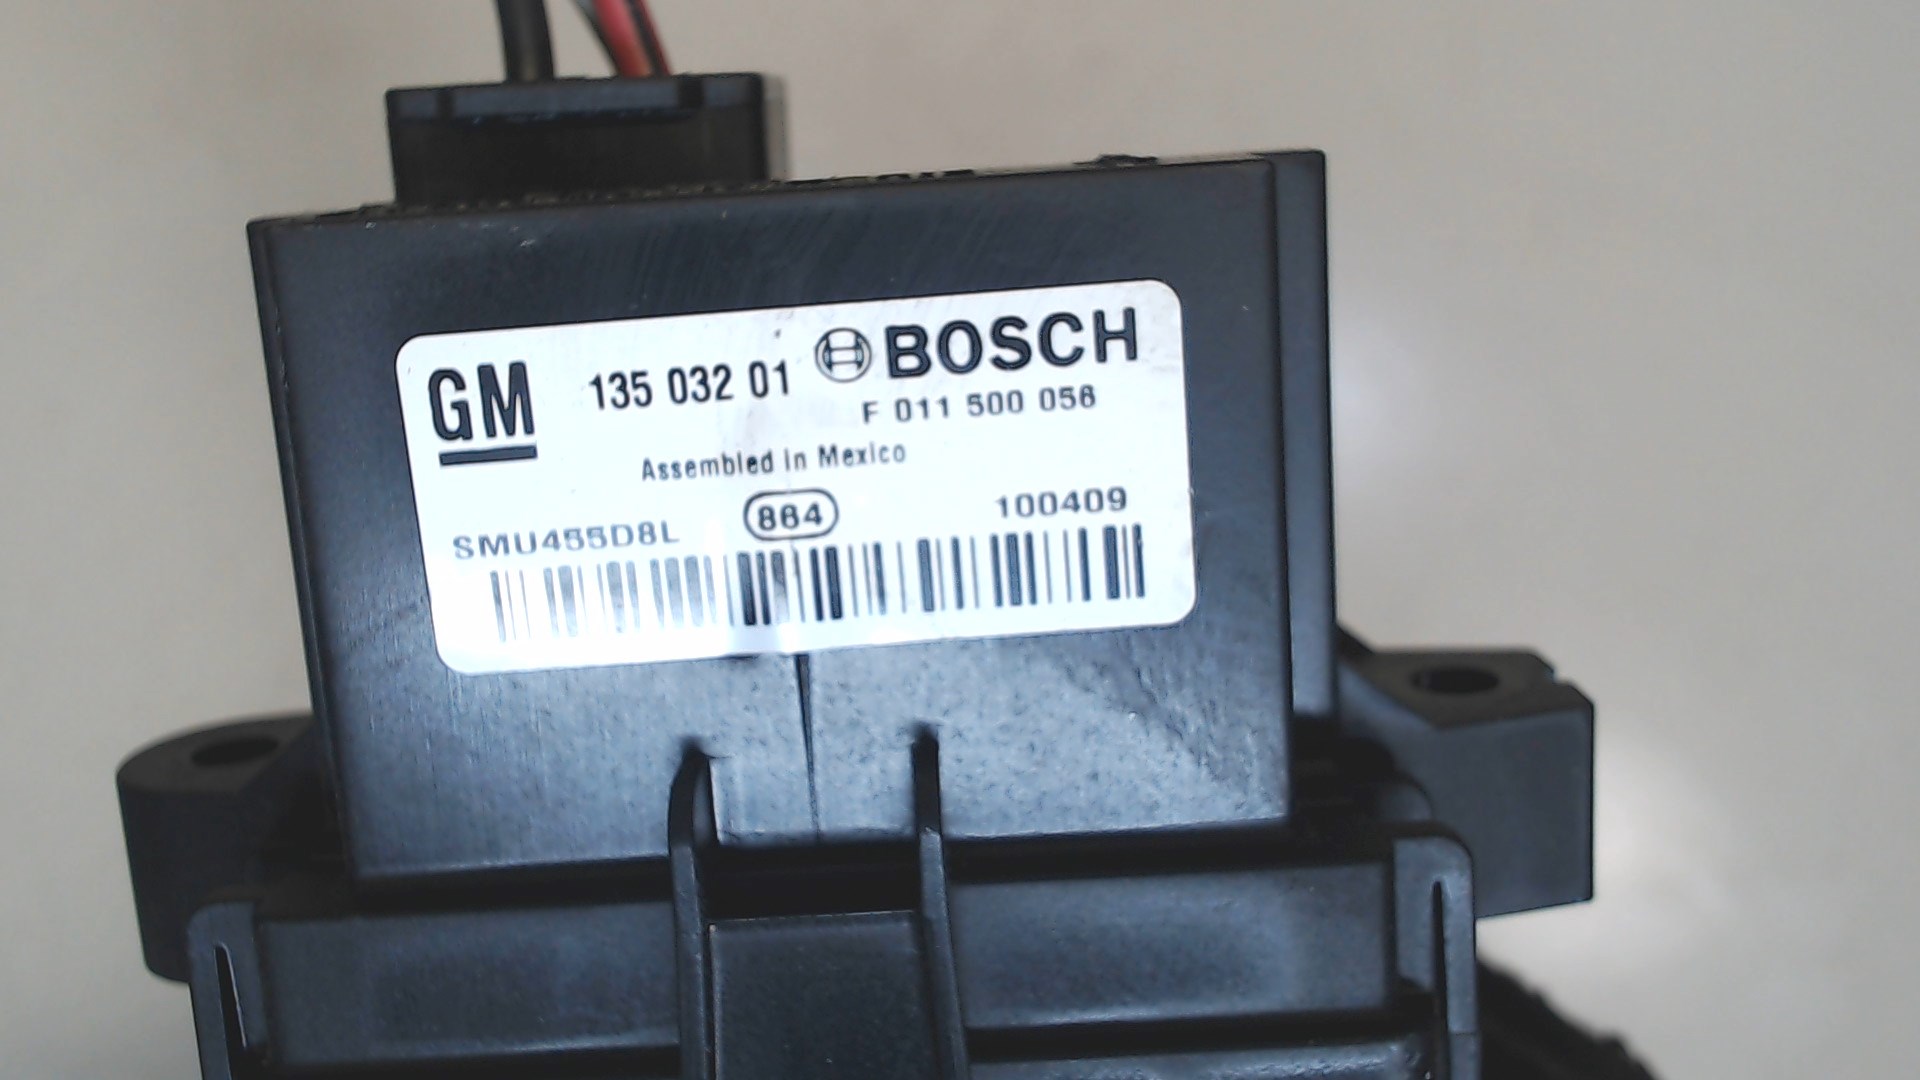 GM 135 032 01 BOSCH
F 011 500 056
Assembled in Mexico
864
SMU455D8L 100409